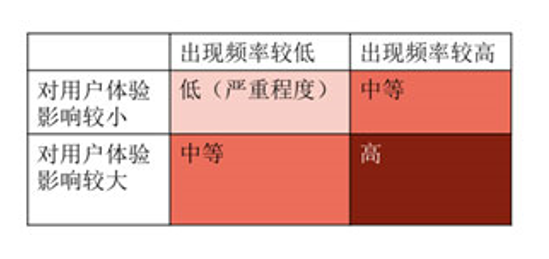 出现频率较低 出现频率较高
对用户体验 低（严重程度） 中等
影响较小
对用户体验 中等 高
影响较大